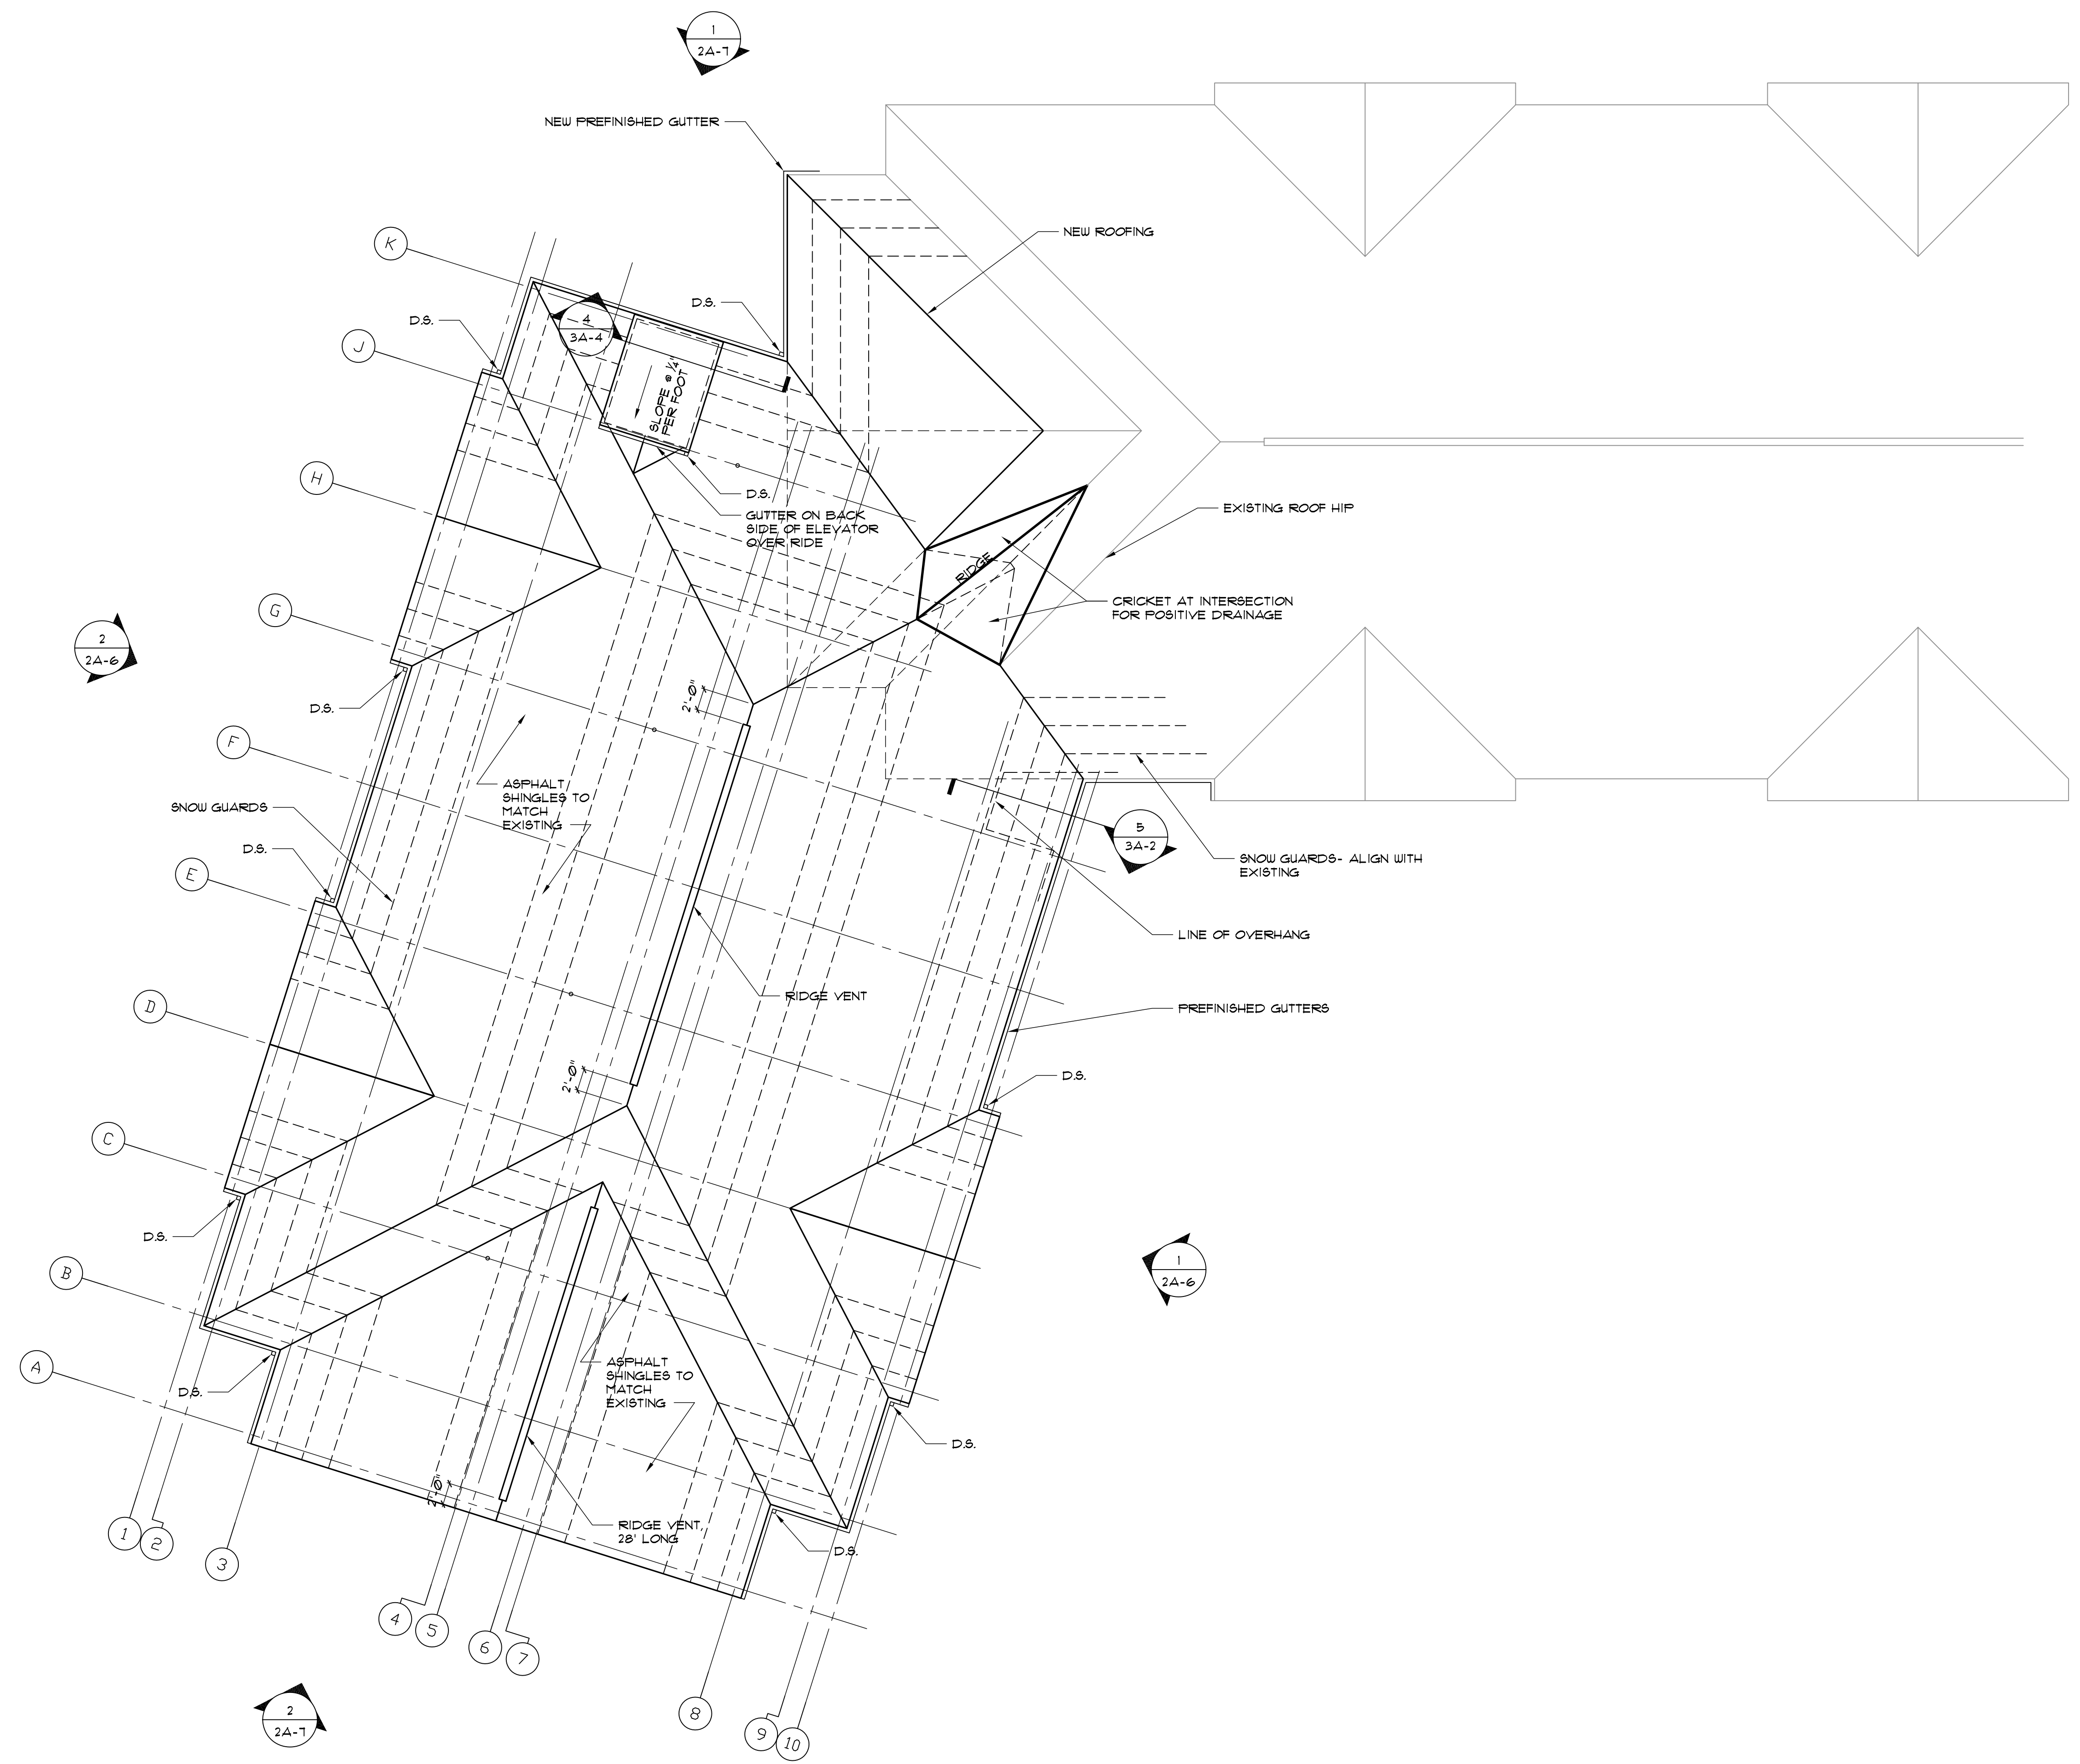 1
2A-7
NEW PREFINISHED GUTTER
NEW ROOFING
K
D.S.
D.S.
4
3A-4
J
SLOPE @ 1/4"
PER FOOT
H
D.S.
GUTTER ON BACK
SIDE OF ELEVATOR
OVER RIDE
EXISTING ROOF HIP
RIDGE
G
CRICKET AT INTERSECTION
FOR POSITIVE DRAINAGE
2
2A-6
2'-0"
D.S.
F
ASPHALT
SHINGLES TO
MATCH
EXISTING
SNOW GUARDS
5
3A-2
D.S.
SNOW GUARDS- ALIGN WITH
EXISTING
E
LINE OF OVERHANG
RIDGE VENT
D
PREFINISHED GUTTERS
2'-0"
D.S.
C
D.S.
B
1
2A-6
A
ASPHALT
SHINGLES TO
MATCH
EXISTING
D.S.
D.S.
2'-0"
RIDGE VENT,
28' LONG
D.S.
1
2
3
4
5
6
7
8
9
10
2
2A-7